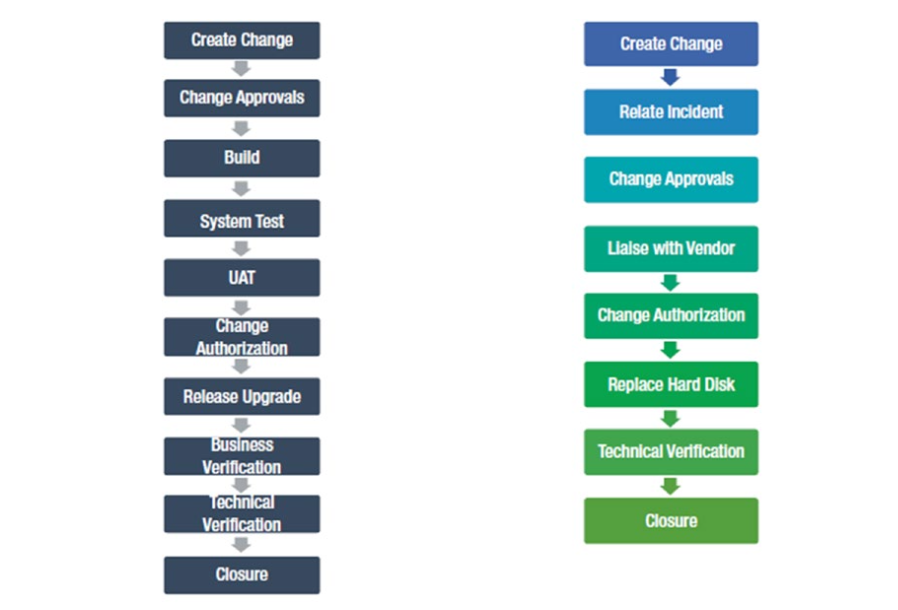 Create Change
Change Approvals
Build
System Test
UAT
Change
Authorization
Release Upgrade
Business
Verification
Technical
Verification
Closure
Create Change
Relate Incident
Change Approvals
Liaise with Vendor
Change Authorization
Replace Hard Disk
Technical Verification
Closure